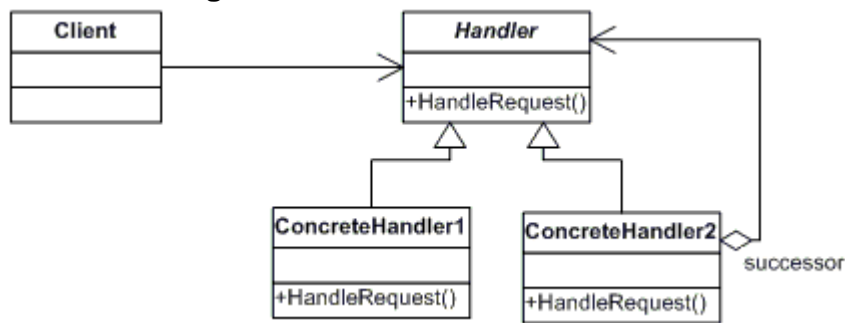 Client
Handler
+HandleRequest()
ConcreteHandler1
+HandleRequest()
ConcreteHandler2
+HandleRequest()
successor